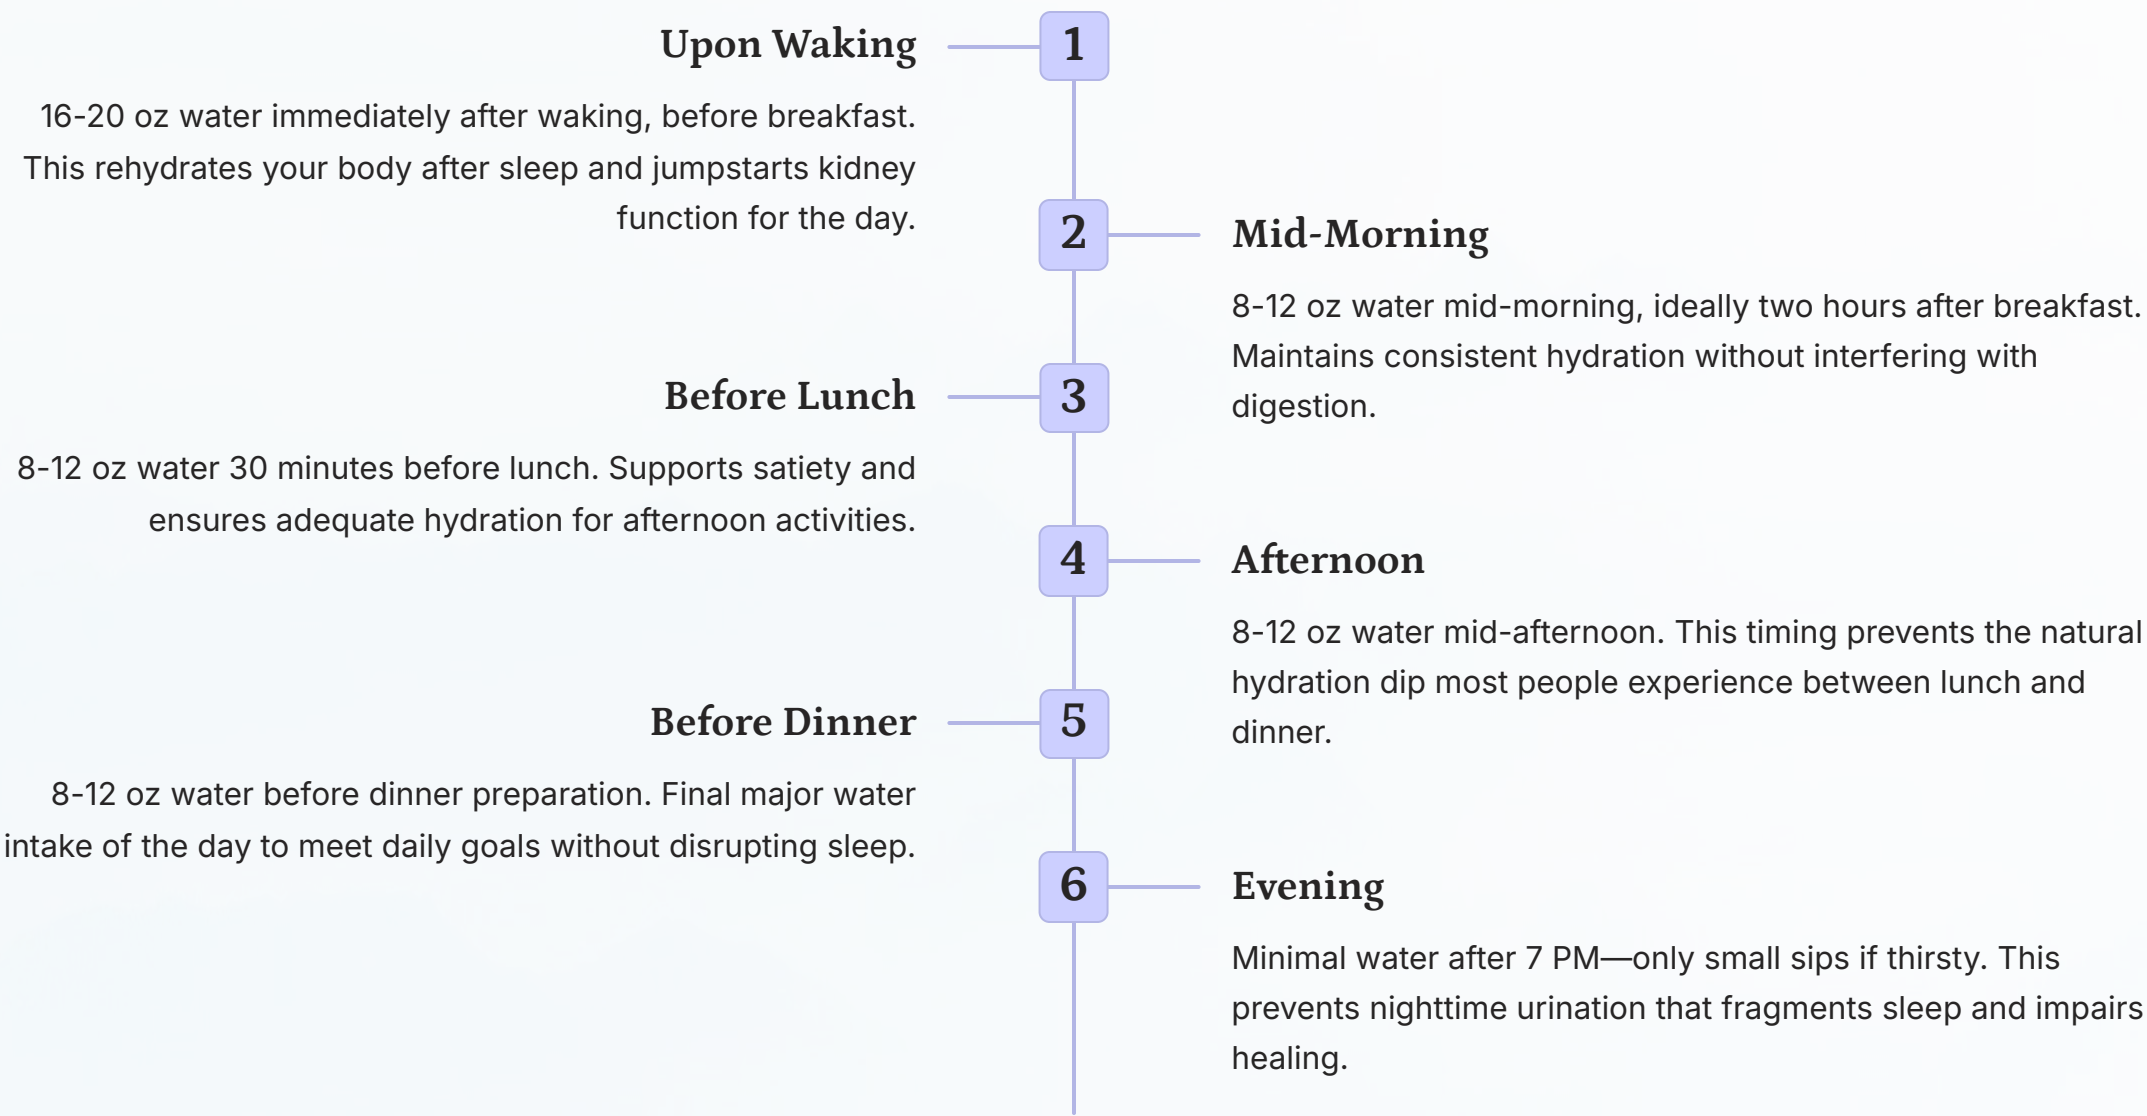 1
Upon Waking
16-20 oz water immediately after waking, before breakfast.
This rehydrates your body after sleep and jumpstarts kidney
function for the day.
2
Mid-Morning
8-12 oz water mid-morning, ideally two hours after breakfast.
Maintains consistent hydration without interfering with
digestion.
3
Before Lunch
8-12 oz water 30 minutes before lunch. Supports satiety and
ensures adequate hydration for afternoon activities.
4
Afternoon
8-12 oz water mid-afternoon. This timing prevents the natural
hydration dip most people experience between lunch and
dinner.
5
Before Dinner
8-12 oz water before dinner preparation. Final major water
intake of the day to meet daily goals without disrupting sleep.
6
Evening
Minimal water after 7 PM—only small sips if thirsty. This
prevents nighttime urination that fragments sleep and impairs
healing.